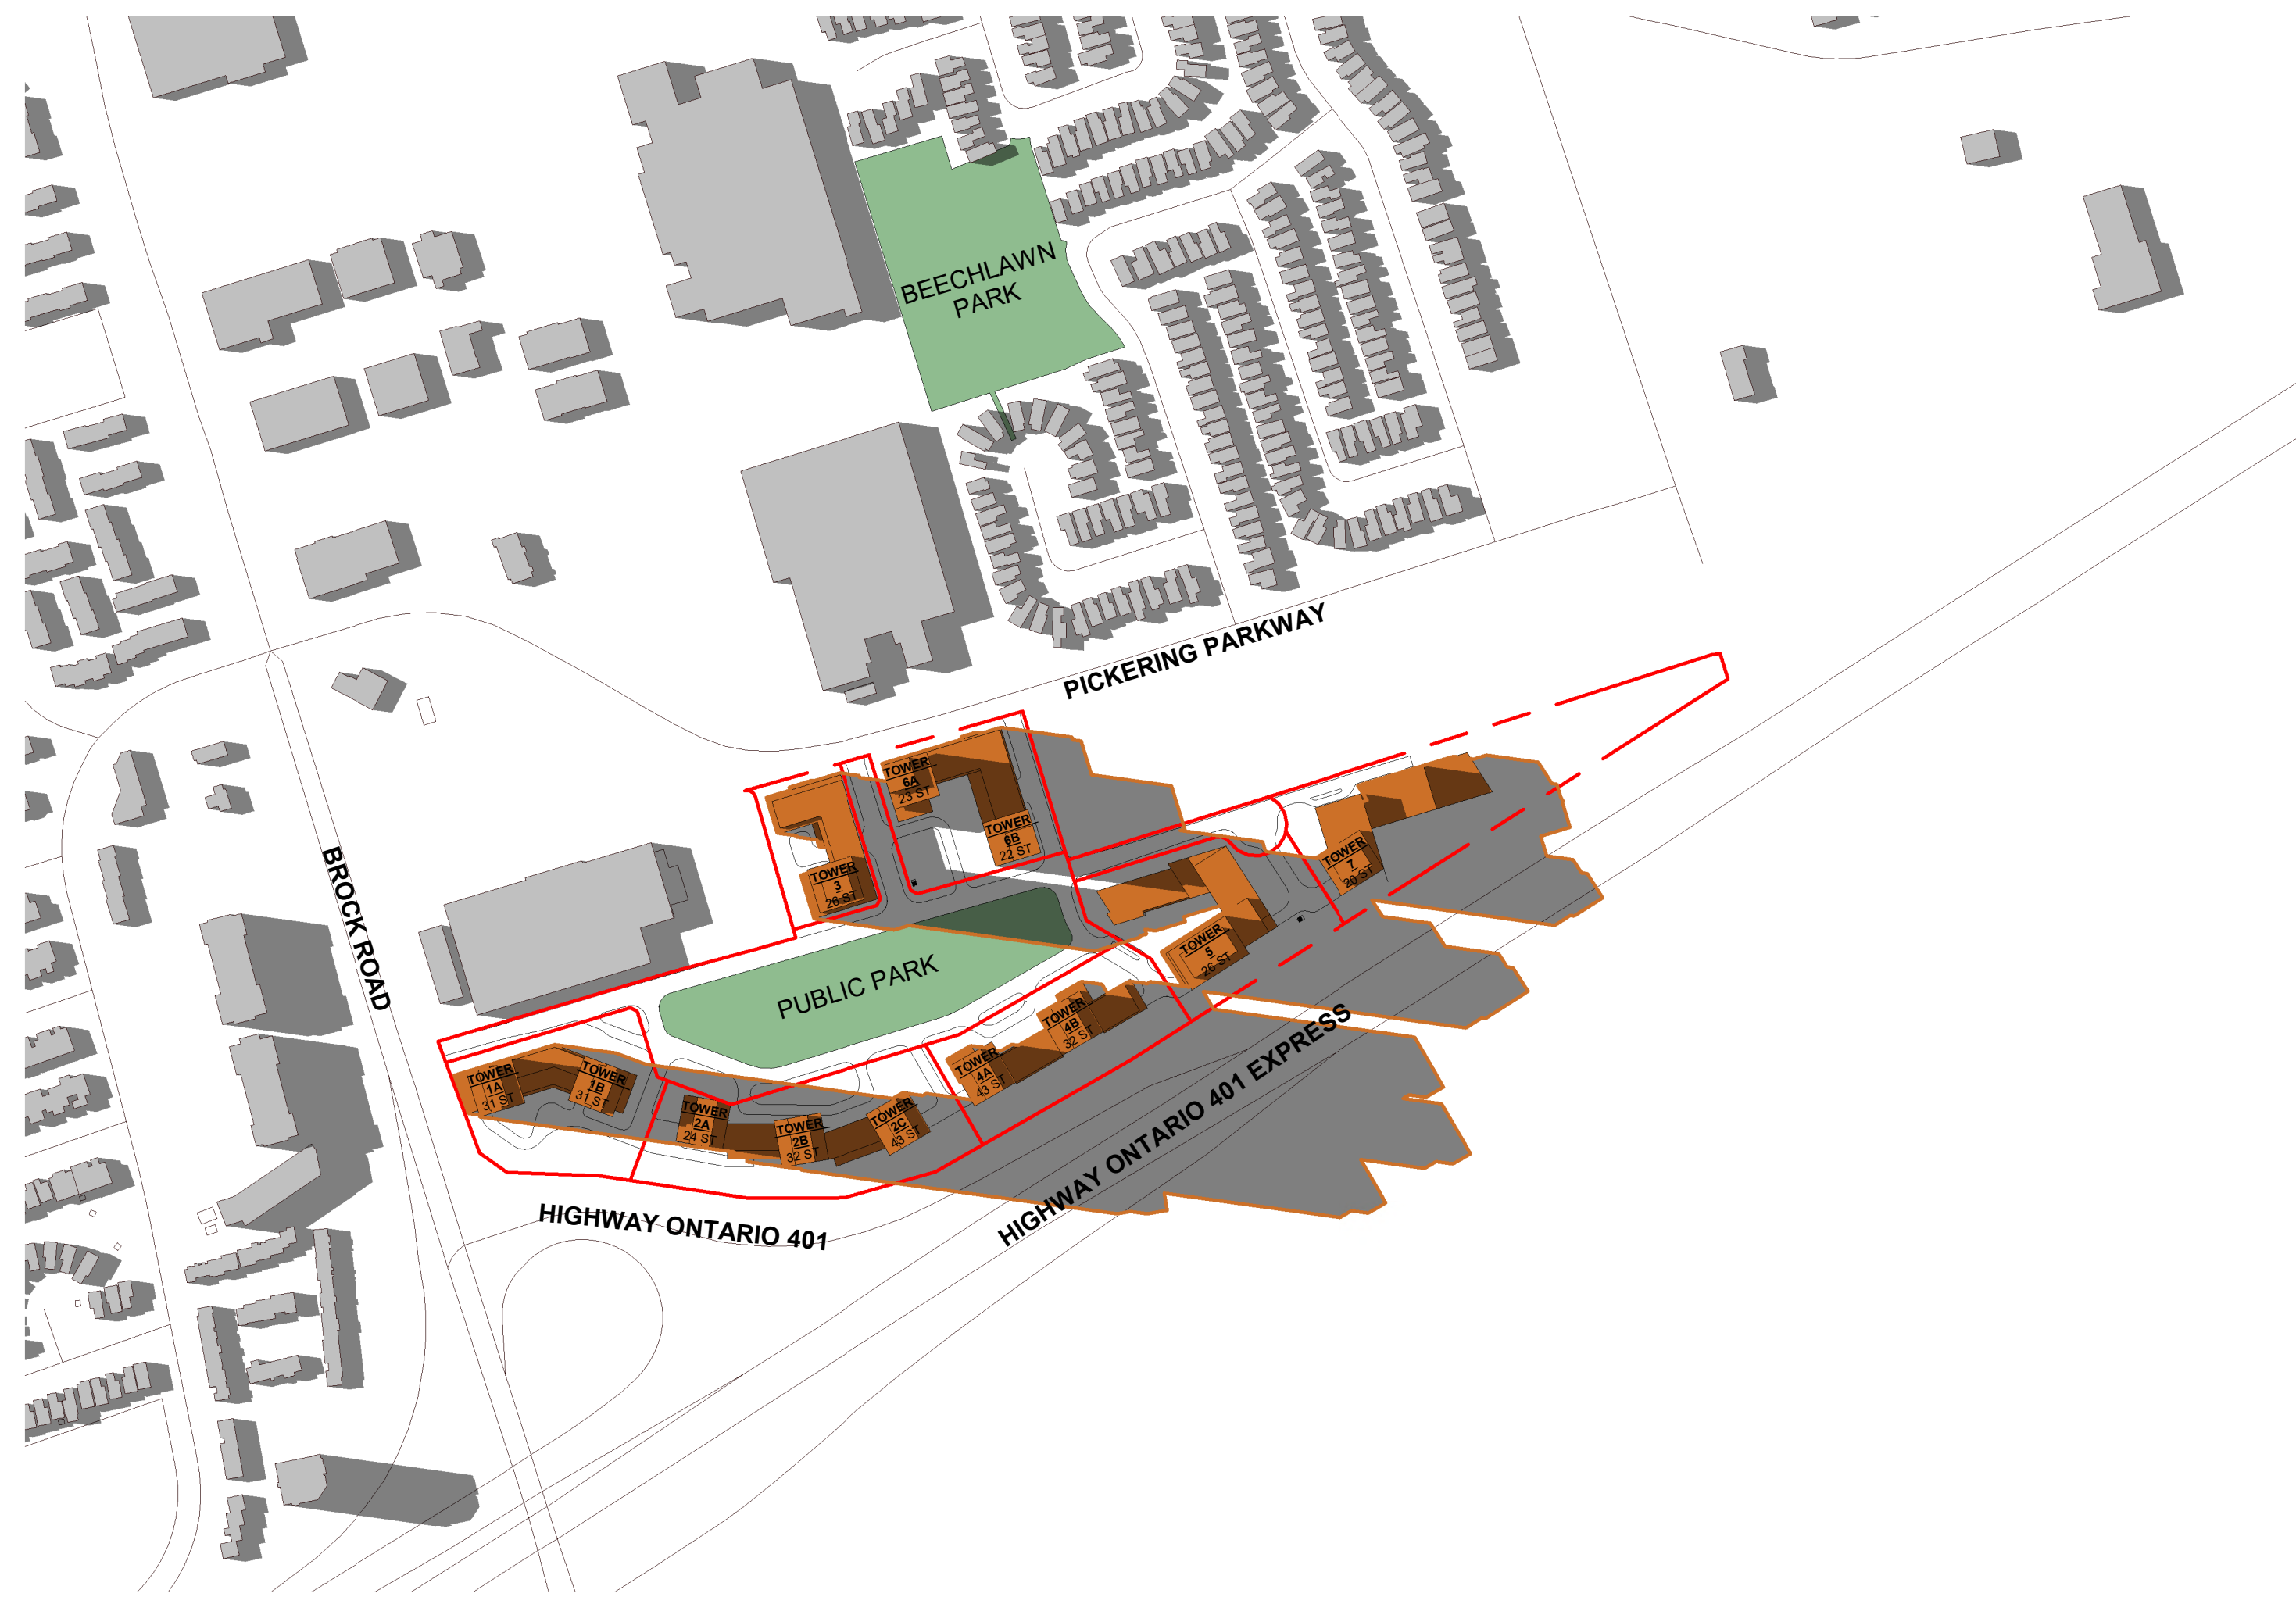 BEECHLAWN
PARK
PICKERING PARKWAY
TOWER
6A
23 ST
TOWER
6B
22 ST
TOWER
3
26 ST
TOWER
7
20 ST
TOWER
5
26 ST
PUBLIC PARK
BROCK ROAD
TOWER
4B
32 ST
TOWER
4A
43 ST
TOWER
1A
31 ST
TOWER
1B
31 ST
TOWER
2A
24 ST
TOWER
2B
32 ST
TOWER
2C
43 ST
HIGHWAY ONTARIO 401
HIGHWAY ONTARIO 401 EXPRESS